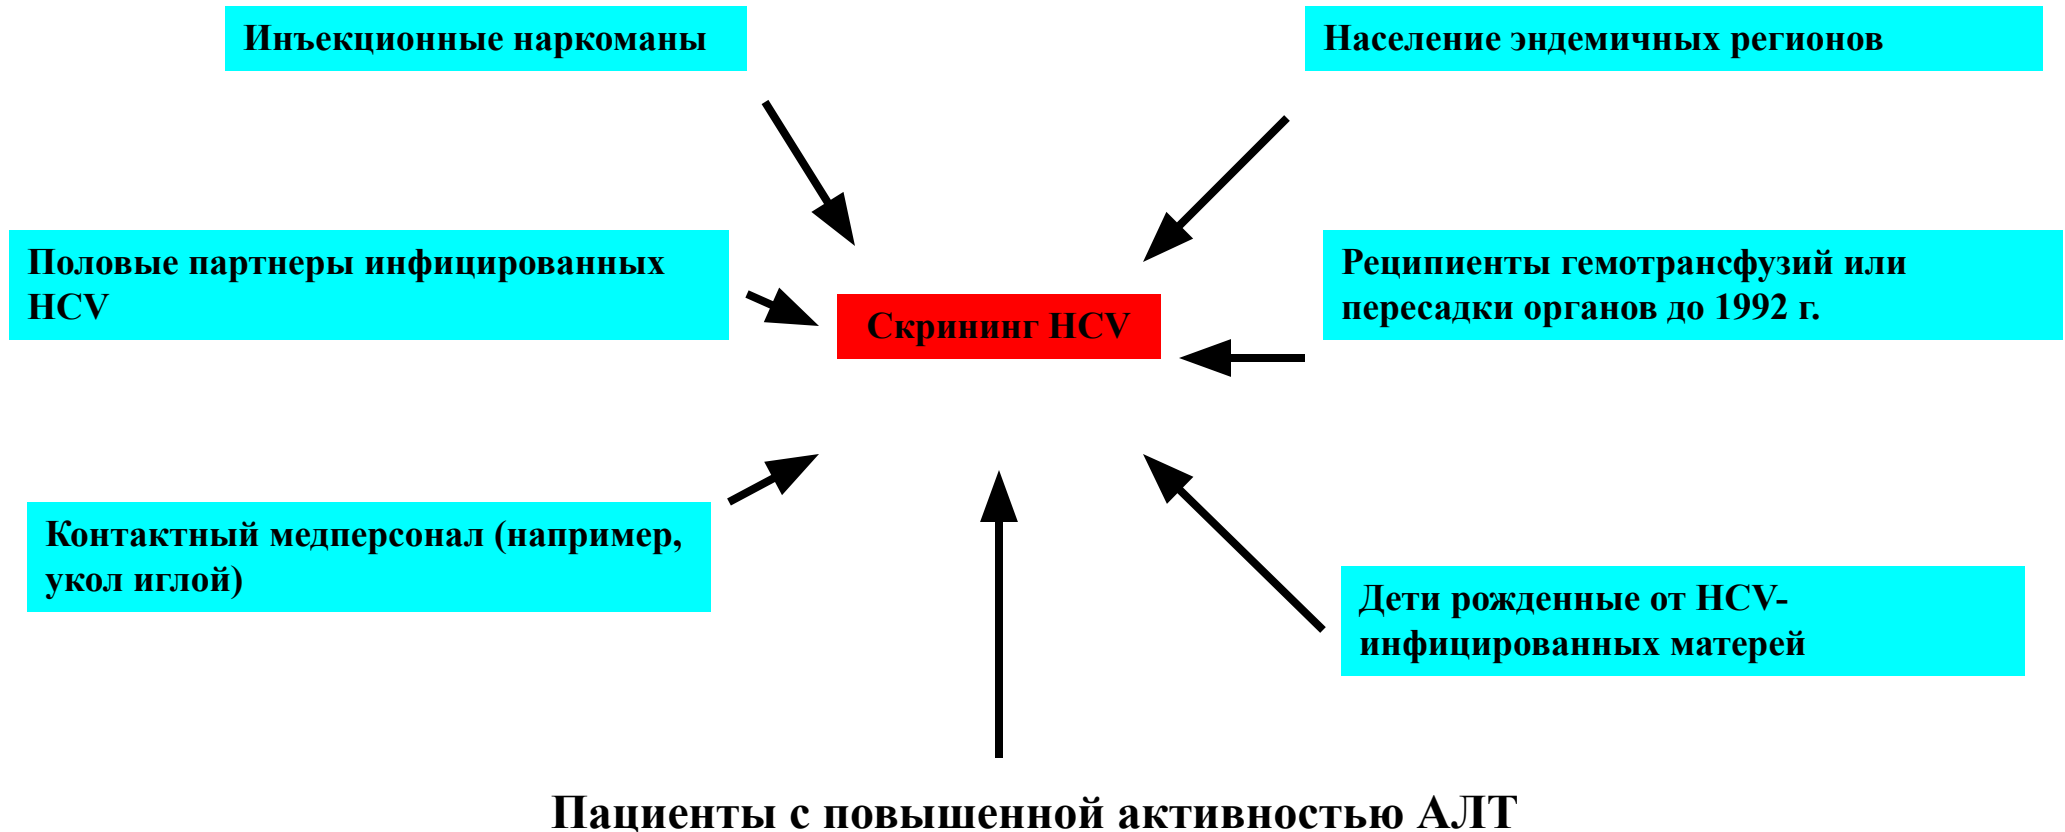 Инъекционные наркоманы
Население эндемичных регионов
Половые партнеры инфицированных
HCV
Скрининг HCV
Реципиенты гемотрансфузий или
пересадки органов до 1992 г.
Контактный медперсонал (например,
укол иглой)
Дети рожденные от HCV-
инфицированных матерей
Пациенты с повышенной активностью АЛТ